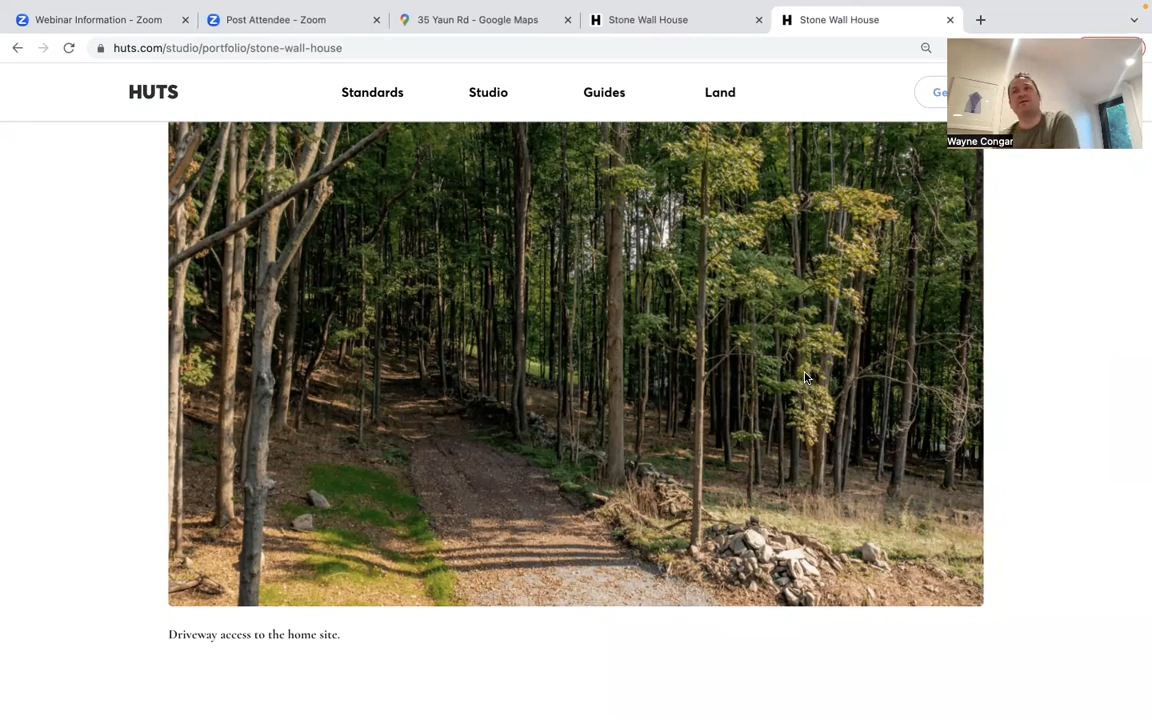 Webinar Information - Zoom
Post Attendee - Zoom
35 Yaun Rd - Google Maps
Stone Wall House
Stone Wall House
huts.com/studio/portfolio/stone-wall-house
HUTS
Standards
Studio
Guides
Land
Ge
Wayne Congar
Driveway access to the home site.